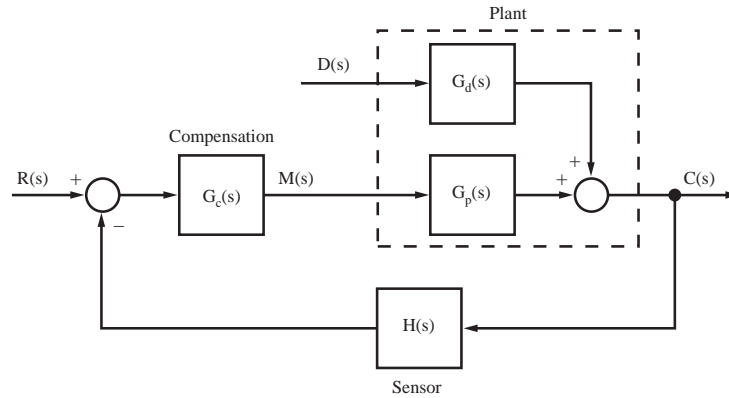 Plant
D(s)
G_d(s)
Compensation
R(s)
+
G_c(s)
M(s)
+
+
G_p(s)
C(s)
−
H(s)
Sensor